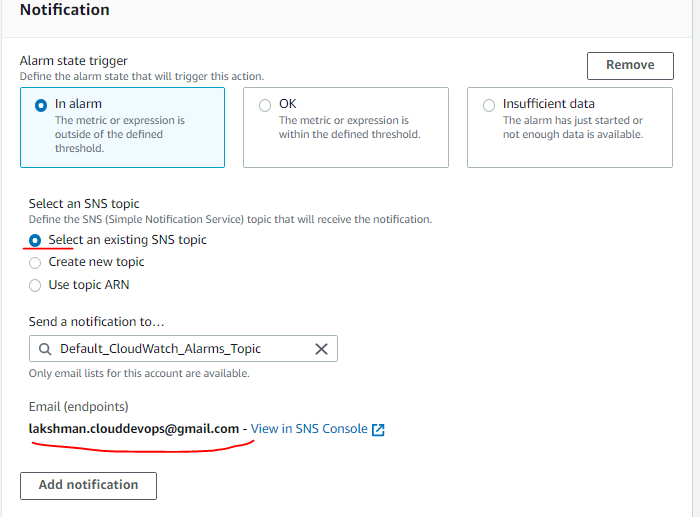 Notification
Alarm state trigger
Define the alarm state that will trigger this action.
Remove
In alarm
The metric or expression is
outside of the defined
threshold.
OK
The metric or expression is
within the defined threshold.
Insufficient data
The alarm has just started or
not enough data is available.
Select an SNS topic
Define the SNS (Simple Notification Service) topic that will receive the notification.
Select an existing SNS topic
Create new topic
Use topic ARN
Send a notification to…
Default_CloudWatch_Alarms_Topic
Only email lists for this account are available.
Email (endpoints)
lakshman.clouddevops@gmail.com - View in SNS Console
Add notification